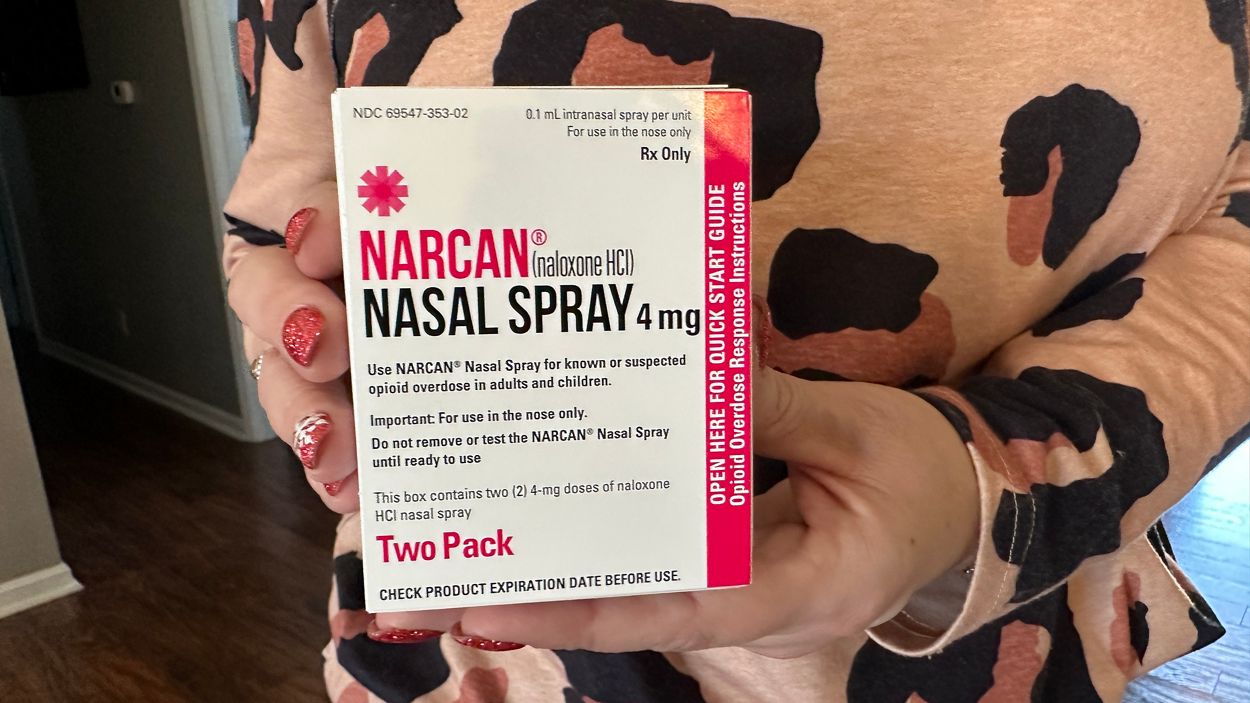 NDC 69547-353-02
0.1 mL intranasal spray per unit
For use in the nose only
Rx Only
NARCAN® (naloxone HCl)
NASAL SPRAY 4 mg
Use NARCAN® Nasal Spray for known or suspected
opioid overdose in adults and children.
Important: For use in the nose only.
Do not remove or test the NARCAN® Nasal Spray
until ready to use
This box contains two (2) 4-mg doses of naloxone
HCl nasal spray
Two Pack
CHECK PRODUCT EXPIRATION DATE BEFORE USE.
OPEN HERE FOR QUICK START GUIDE
Opioid Overdose Response Instructions